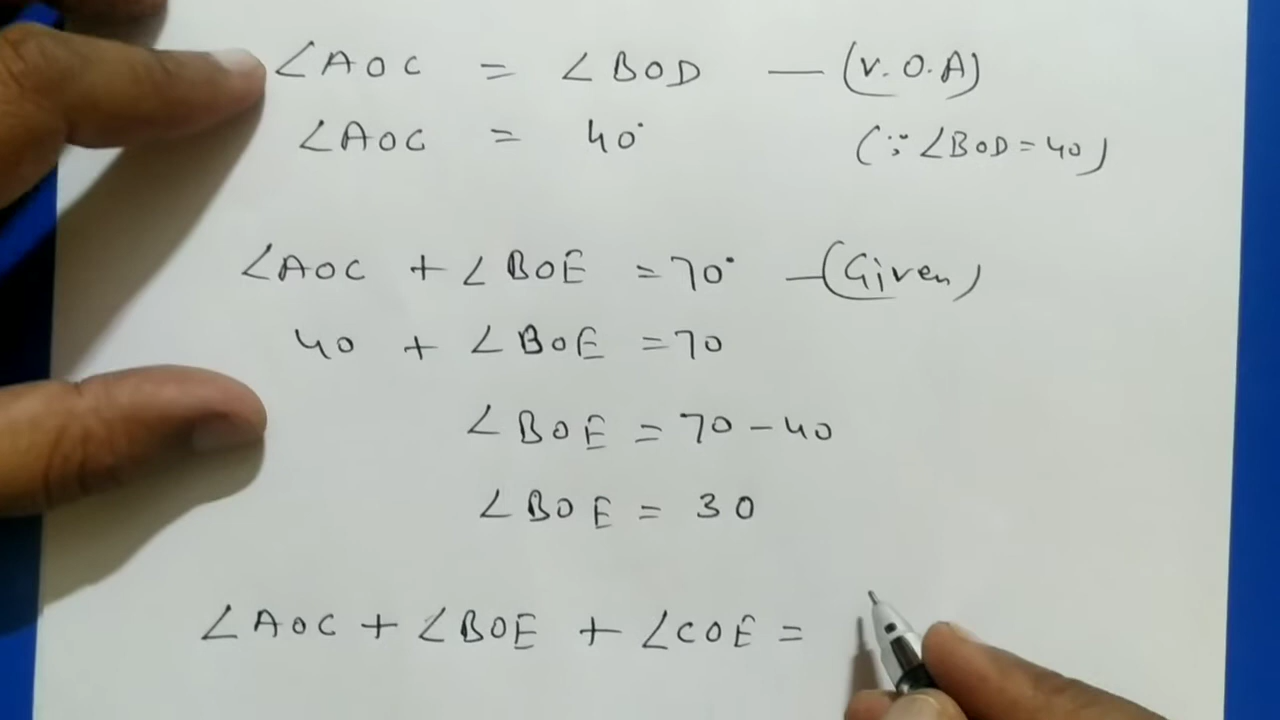 ∠AOC = ∠BOD — (V.O.A)
∠AOC = 40° (∵ ∠BOD = 40)
∠AOC + ∠BOE = 70° — (Given)
40 + ∠BOE = 70
∠BOE = 70 - 40
∠BOE = 30
∠AOC + ∠BOE + ∠COE =